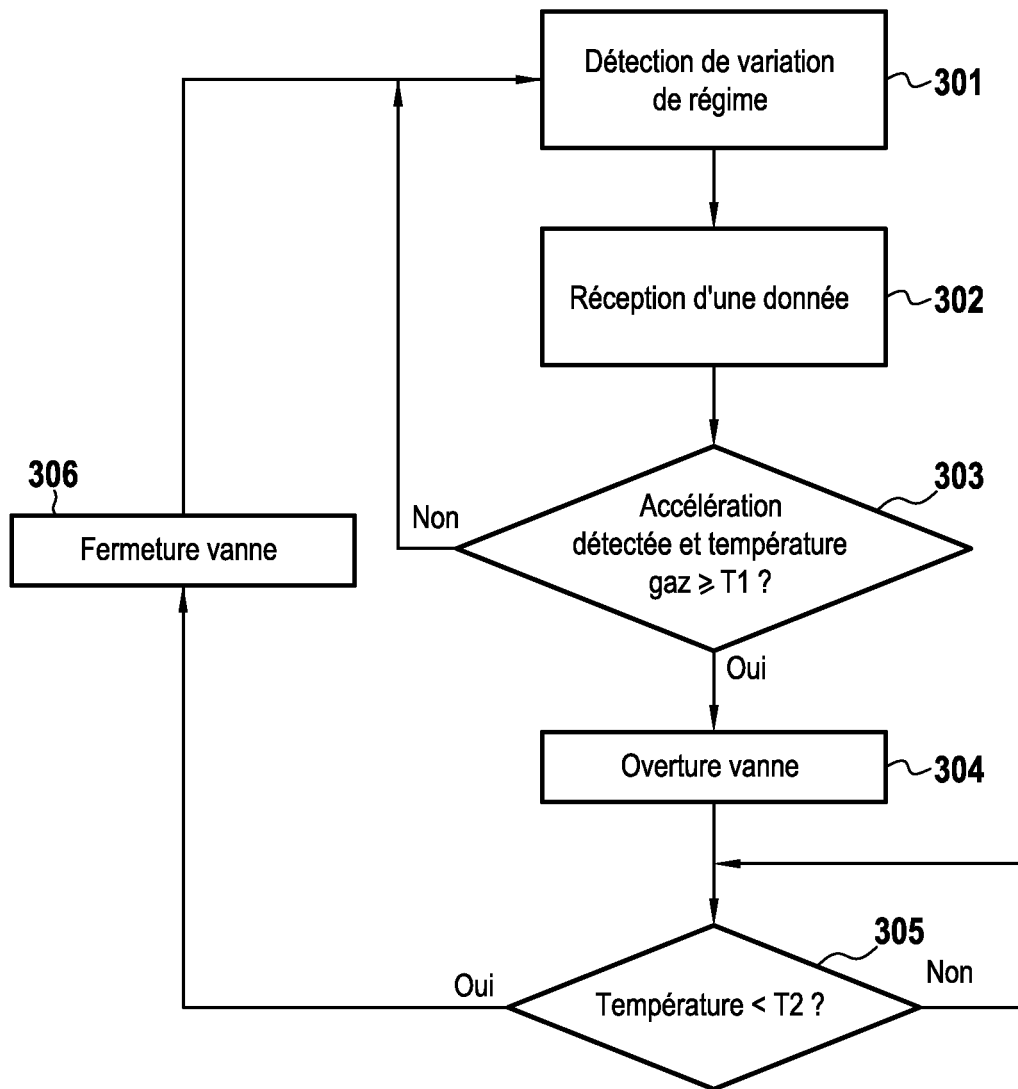 Détection de variation
de régime
301
Réception d'une donnée
302
303
Accélération
détectée et température
gaz ⩾ T1 ?
Non
Oui
306
Fermeture vanne
Overture vanne
304
305
Température < T2 ?
Oui
Non